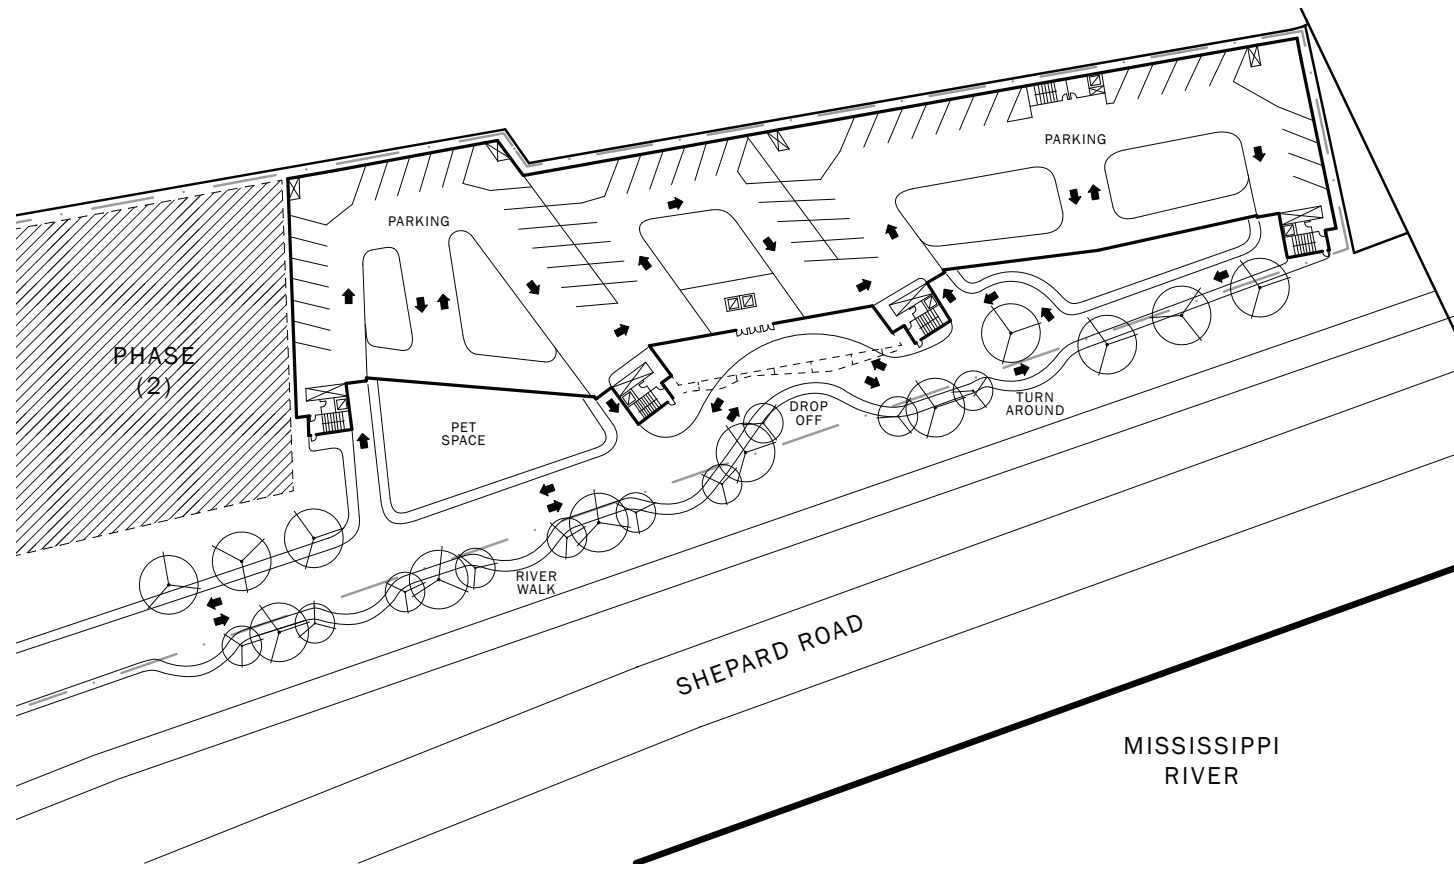 PARKING
PARKING
PHASE
(2)
PET
SPACE
DROP
OFF
TURN
AROUND
RIVER
WALK
SHEPARD ROAD
MISSISSIPPI
RIVER